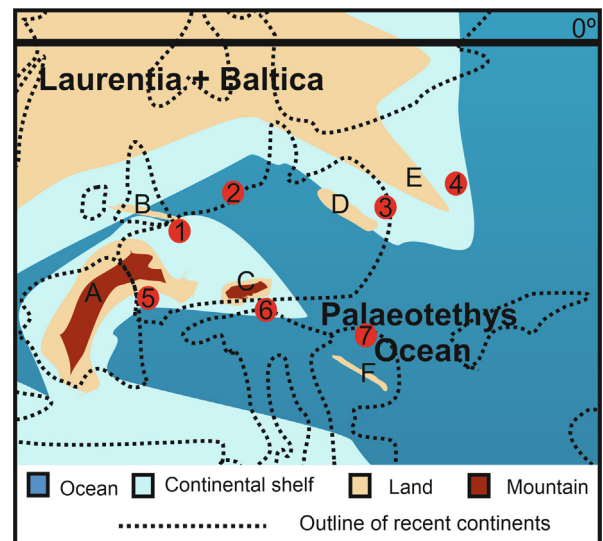 0°
Laurentia + Baltica
E
4
2
B
D
3
1
A
C
5
6
Palaeotethys
7
Ocean
F
Ocean
Continental shelf
Land
Mountain
Outline of recent continents